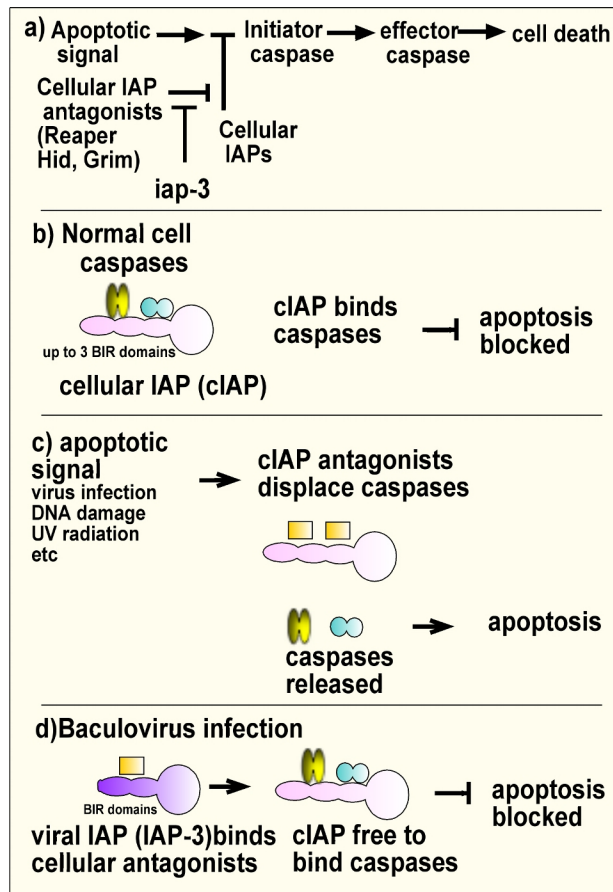 a) Apoptotic signal
Initiator caspase
effector caspase
cell death
Cellular IAP
antagonists
(Reaper
Hid, Grim)
Cellular
IAPs
iap-3
b) Normal cell
caspases
up to 3 BIR domains
cellular IAP (cIAP)
cIAP binds
caspases
apoptosis
blocked
c) apoptotic
signal
virus infection
DNA damage
UV radiation
etc
cIAP antagonists
displace caspases
caspases
released
apoptosis
d)Baculovirus infection
BIR domains
viral IAP (IAP-3)binds
cellular antagonists
cIAP free to
bind caspases
apoptosis
blocked